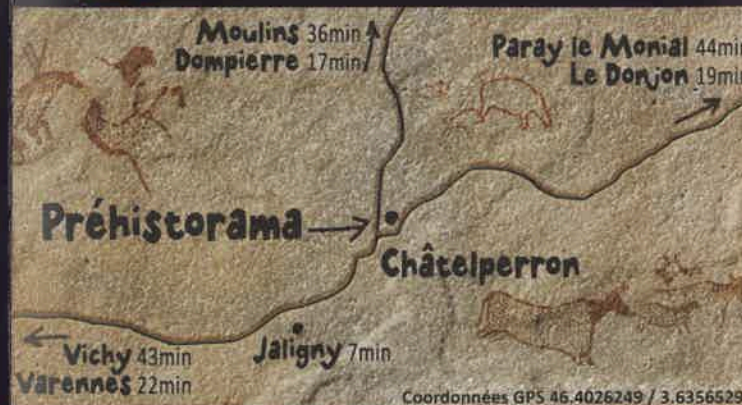 Moulins 36min
Dompierre 17min
Paray le Monial 44min
Le Donjon 19min
Préhistorama
Châtelperron
Vichy 43min
Varennes 22min
Jaligny 7min
Coordonnées GPS 46.4026249 / 3.6356529